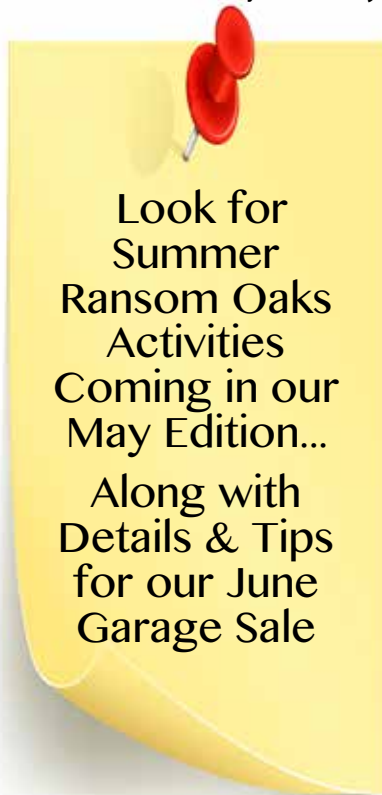 Look for
Summer
Ransom Oaks
Activities
Coming in our
May Edition...
Along with
Details & Tips
for our June
Garage Sale